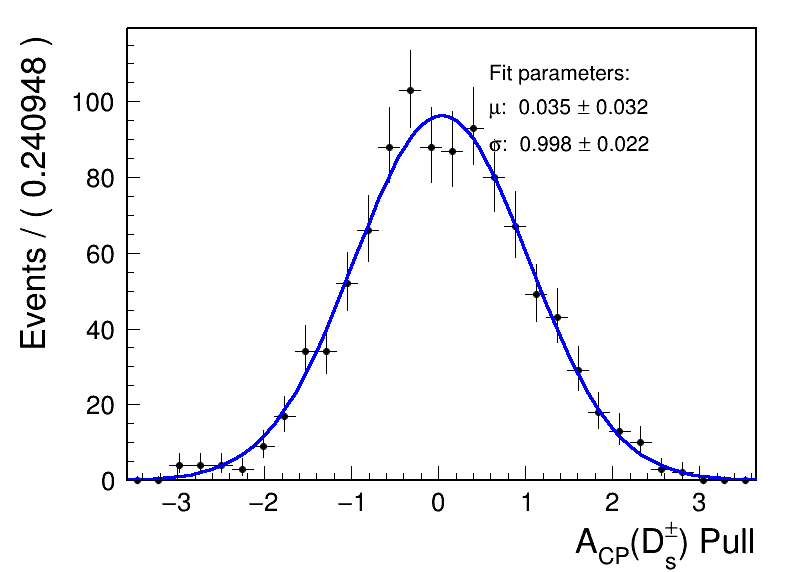 Events / ( 0.240948 )
100
80
60
40
20
0
Fit parameters:
μ: 0.035 ± 0.032
σ: 0.998 ± 0.022
−3 −2 −1 0 1 2 3
A_CP(D_s^±) Pull